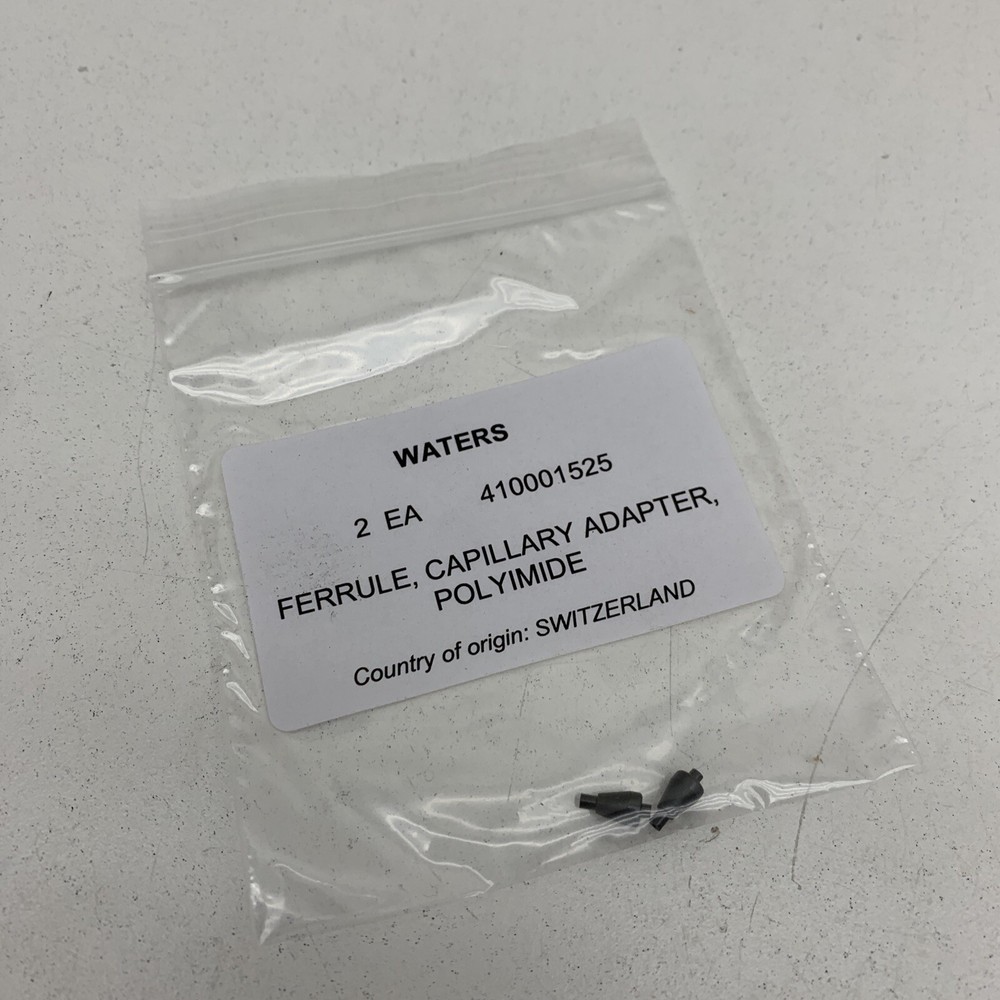 WATERS
2 EA 410001525
FERRULE, CAPILLARY ADAPTER,
POLYIMIDE
Country of origin: SWITZERLAND